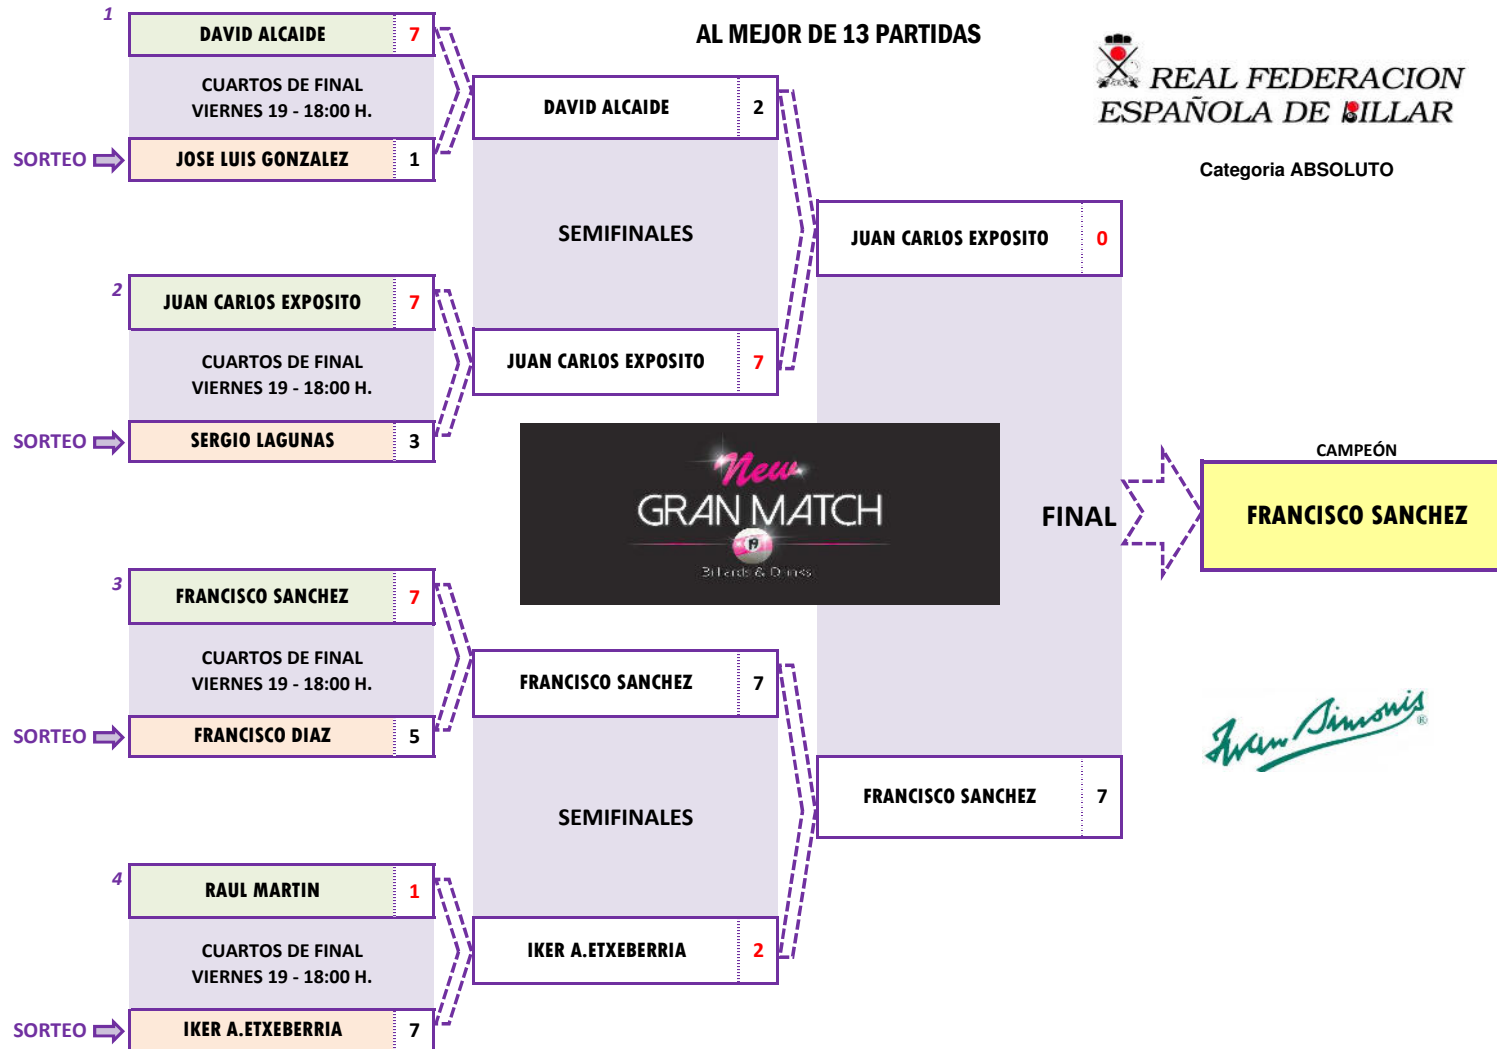 AL MEJOR DE 13 PARTIDAS
REAL FEDERACION
ESPAÑOLA DE BILLAR
Categoria ABSOLUTO
1
DAVID ALCAIDE 7
CUARTOS DE FINAL
VIERNES 19 - 18:00 H.
SORTEO JOSE LUIS GONZALEZ 1
2
JUAN CARLOS EXPOSITO 7
CUARTOS DE FINAL
VIERNES 19 - 18:00 H.
SORTEO SERGIO LAGUNAS 3
3
FRANCISCO SANCHEZ 7
CUARTOS DE FINAL
VIERNES 19 - 18:00 H.
SORTEO FRANCISCO DIAZ 5
4
RAUL MARTIN 1
CUARTOS DE FINAL
VIERNES 19 - 18:00 H.
SORTEO IKER A.ETXEBERRIA 7
DAVID ALCAIDE 2
SEMIFINALES
JUAN CARLOS EXPOSITO 7
New
GRAN MATCH
Billards & Drinks
FRANCISCO SANCHEZ 7
SEMIFINALES
IKER A.ETXEBERRIA 2
JUAN CARLOS EXPOSITO 0
FINAL
FRANCISCO SANCHEZ 7
CAMPEÓN
FRANCISCO SANCHEZ
Iwan Simonis ®